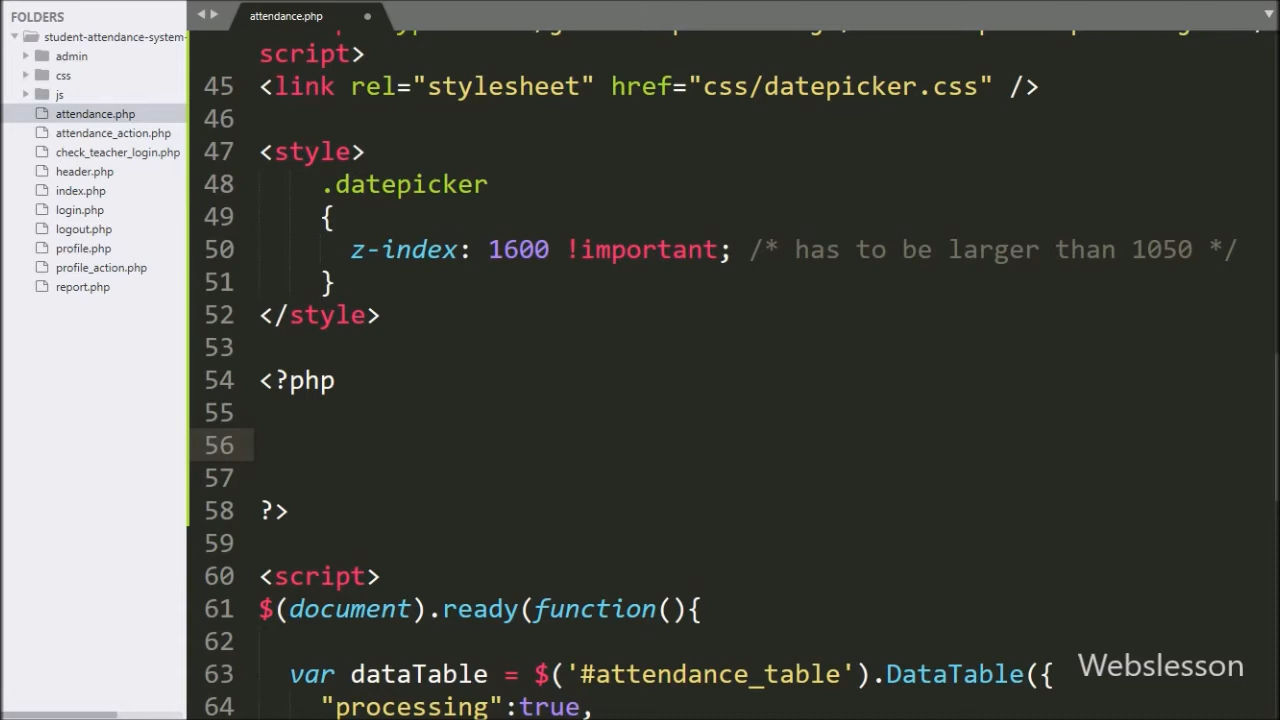 FOLDERS
student-attendance-system-
admin
css
js
attendance.php
attendance_action.php
check_teacher_login.php
header.php
index.php
login.php
logout.php
profile.php
profile_action.php
report.php
attendance.php
script>
45 <link rel="stylesheet" href="css/datepicker.css" />
46
47 <style>
48 .datepicker
49 {
50 z-index: 1600 !important; /* has to be larger than 1050 */
51 }
52 </style>
53
54 <?php
55
56
57
58 ?>
59
60 <script>
61 $(document).ready(function(){
62
63 var dataTable = $('#attendance_table').DataTable({
64 "processing":true,
Webslesson